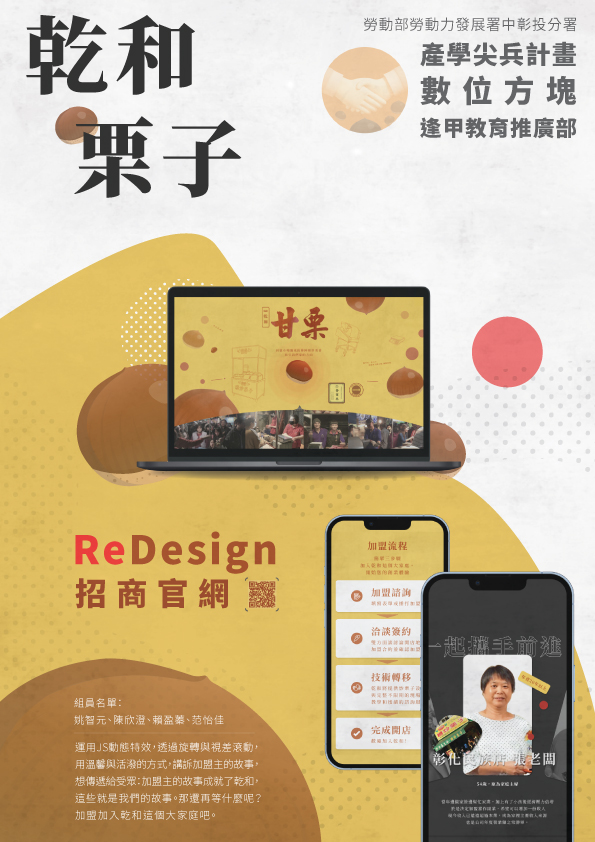 乾和
栗子
勞動部勞動力發展署中彰投分署
產學尖兵計畫
數位方塊
逢甲教育推廣部
甘栗
ReDesign
招商官網
組員名單：
姚智元、陳欣澄、賴盈蓁、范怡佳
運用JS動態特效，透過旋轉與視差滾動，
用溫馨與活潑的方式，講訴加盟主的故事，
想傳遞給受眾：加盟主的故事成就了乾和，
這些就是我們的故事。那還再等什麼呢？
加盟加入乾和這個大家庭吧。
加盟流程
加盟諮詢
洽談簽約
技術轉移
完成開店
一起攜手前進
彰化民族店 張老闆